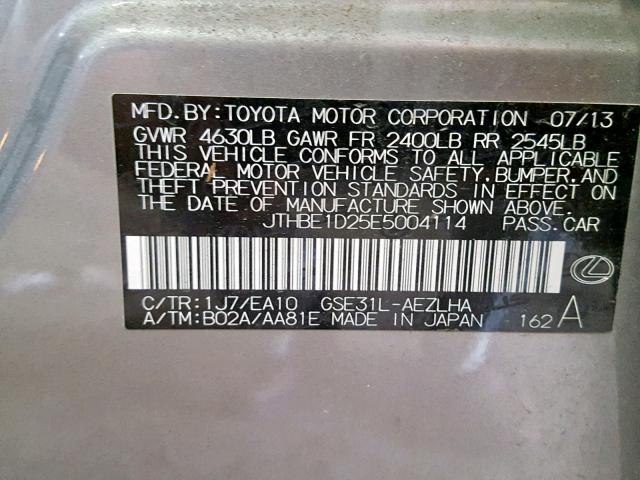 MFD.BY:TOYOTA MOTOR CORPORATION 07/13
GVWR 4630LB GAWR FR 2400LB RR 2545LB
THIS VEHICLE CONFORMS TO ALL APPLICABLE
FEDERAL MOTOR VEHICLE SAFETY.BUMPER.AND
THEFT PREVENTION STANDARDS IN EFFECT ON
THE DATE OF MANUFACTURE SHOWN ABOVE.
JTHBE1D25E5004114 PASS.CAR
C/TR:1J7/EA10 GSE31L-AEZLHA
A/TM:B02A/AA81E MADE IN JAPAN 162 A